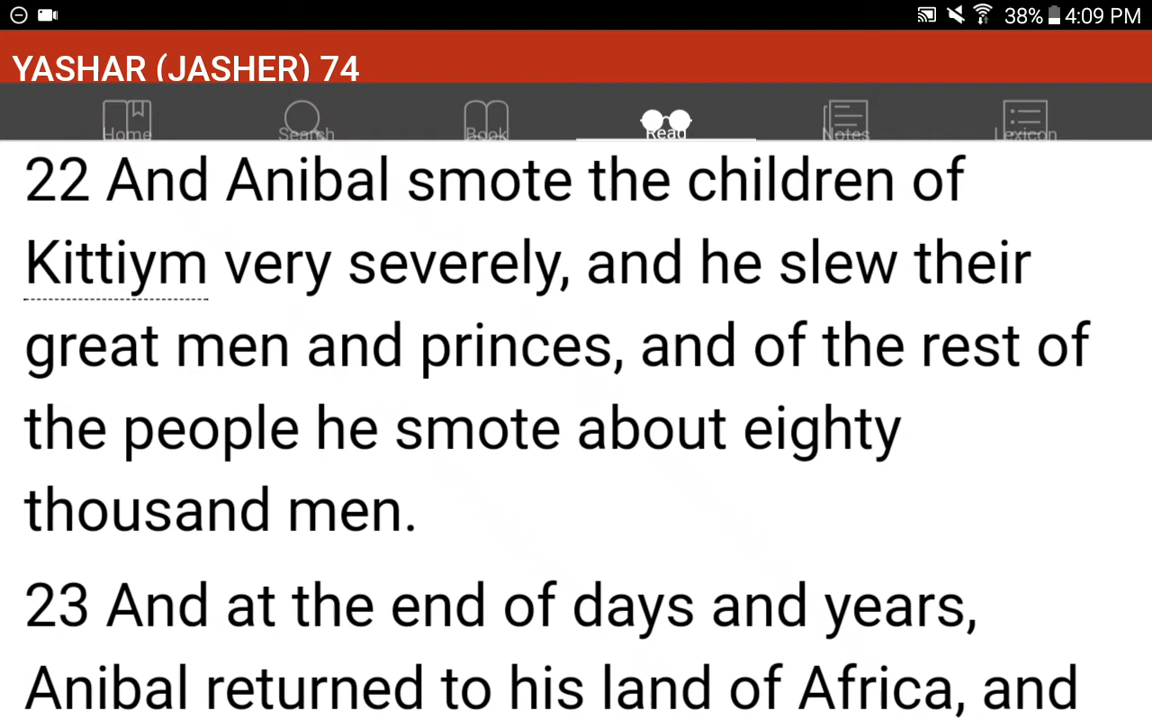 38% 4:09 PM
YASHAR (JASHER) 74
Home Search Book Read Notes Lexicon
22 And Anibal smote the children of
Kittiym very severely, and he slew their
great men and princes, and of the rest of
the people he smote about eighty
thousand men.
23 And at the end of days and years,
Anibal returned to his land of Africa, and